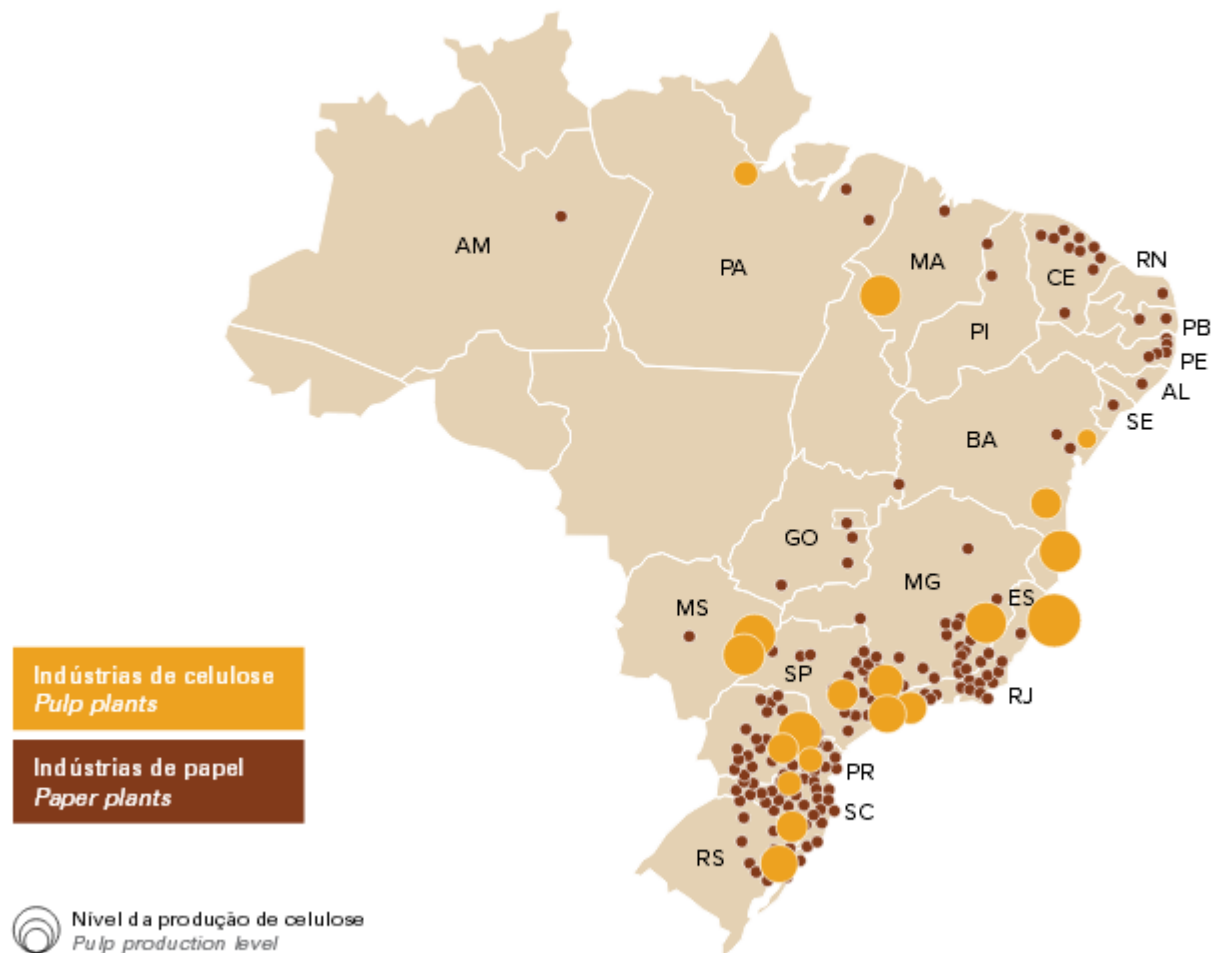 AM
PA
MA
CE
RN
PI
PB
PE
AL
SE
BA
GO
MG
ES
MS
SP
RJ
PR
SC
RS
Indústrias de celulose
Pulp plants
Indústrias de papel
Paper plants
Nível da produção de celulose
Pulp production level